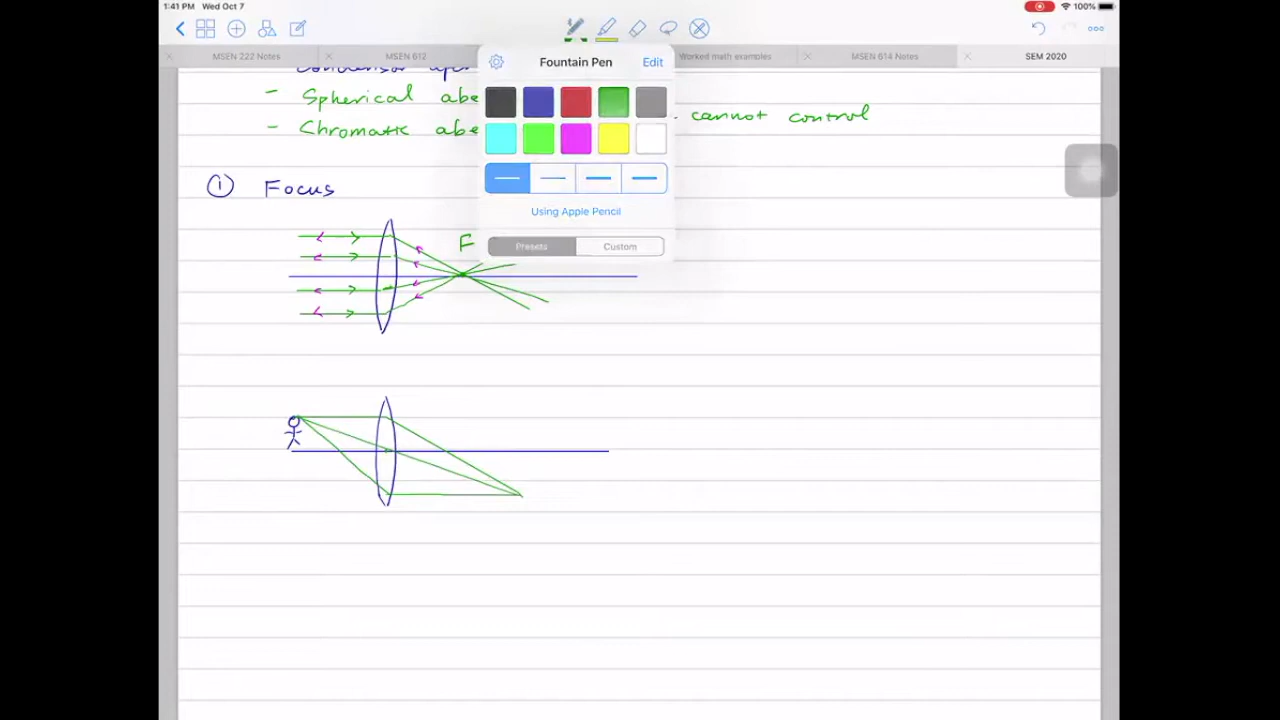 1:41 PM Wed Oct 7
100%
MSEN 222 Notes
MSEN 612
Worked math examples
MSEN 614 Notes
SEM 2020
Fountain Pen
Edit
Using Apple Pencil
Presets
Custom
- Spherical abe
cannot control
- Chromatic abe
① Focus
F